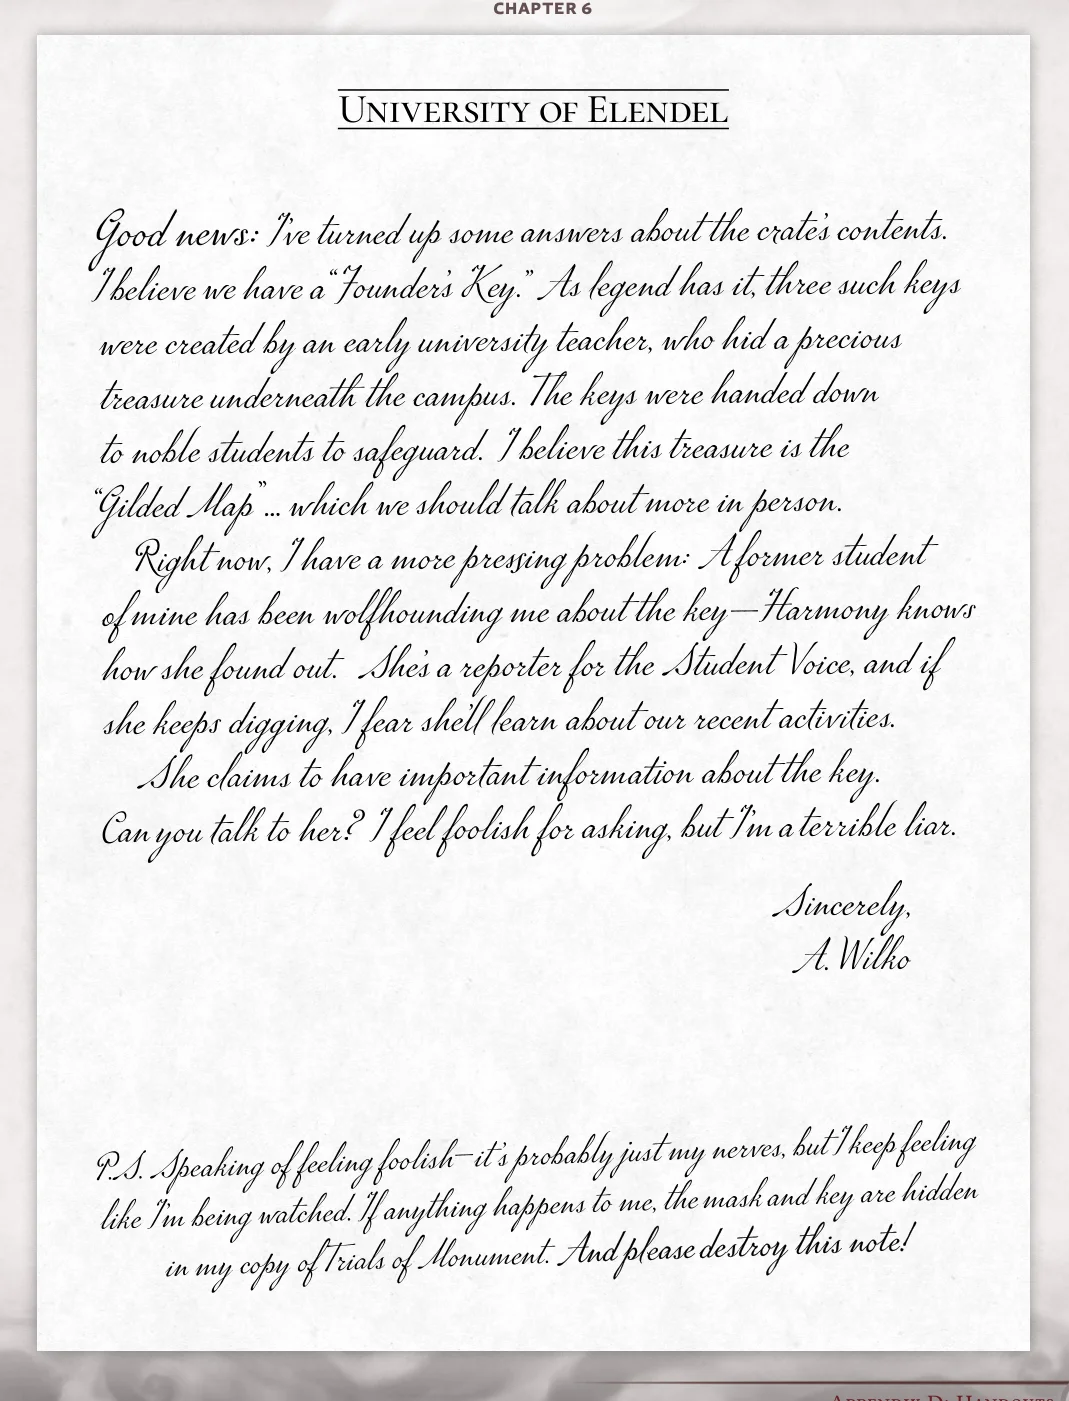 CHAPTER 6
UNIVERSITY OF ELENDEL
Good news: I've turned up some answers about the crate's contents.
I believe we have a “Founder's Key.” As legend has it, three such keys
were created by an early university teacher, who hid a precious
treasure underneath the campus. The keys were handed down
to noble students to safeguard. I believe this treasure is the
“Gilded Map”... which we should talk about more in person.
Right now, I have a more pressing problem: A former student
of mine has been wolfhounding me about the key—Harmony knows
how she found out. She's a reporter for the Student Voice, and if
she keeps digging, I fear she'll learn about our recent activities.
She claims to have important information about the key.
Can you talk to her? I feel foolish for asking, but I'm a terrible liar.
Sincerely,
A. Wilko
P.S. Speaking of feeling foolish—it's probably just my nerves, but I keep feeling
like I'm being watched. If anything happens to me, the mask and key are hidden
in my copy of Trials of Monument. And please destroy this note!
APPENDIX D: HANDOUTS